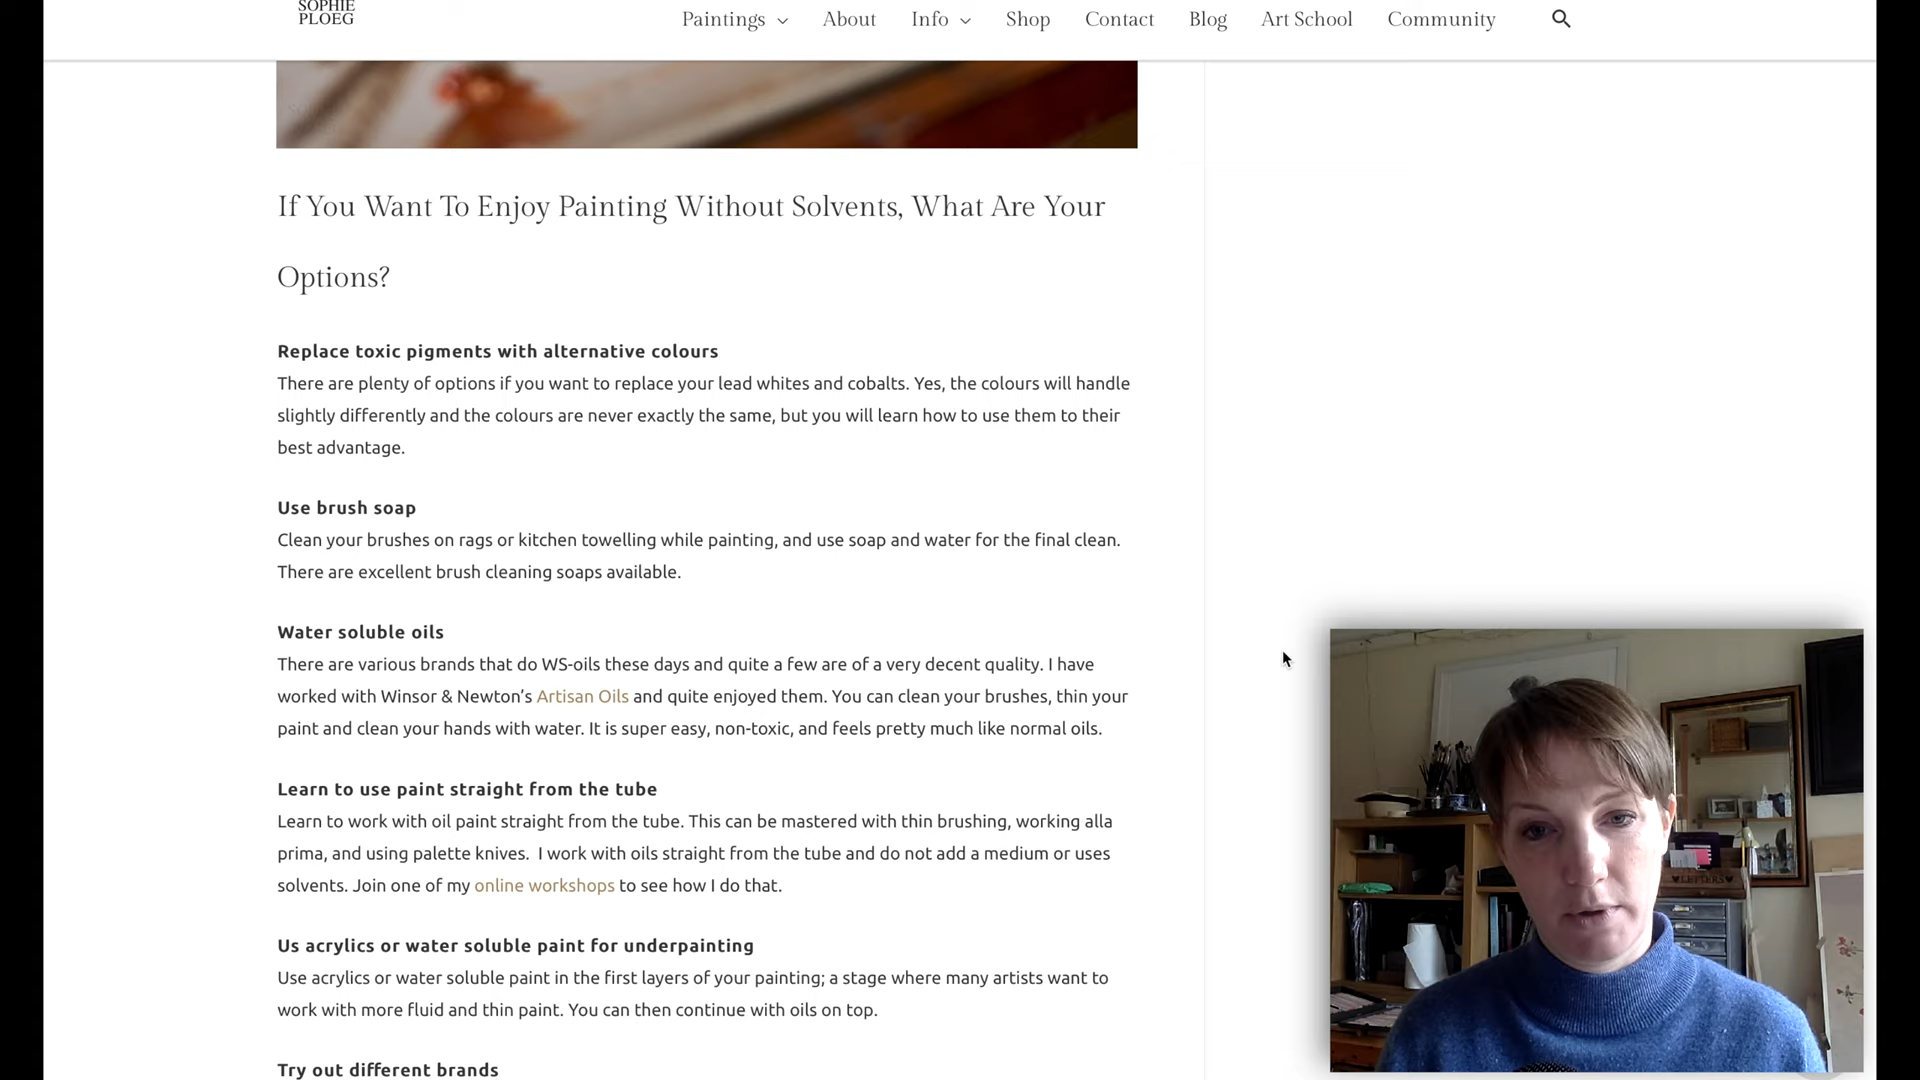 SOPHIE
PLOEG
Paintings About Info Shop Contact Blog Art School Community
If You Want To Enjoy Painting Without Solvents, What Are Your
Options?
Replace toxic pigments with alternative colours
There are plenty of options if you want to replace your lead whites and cobalts. Yes, the colours will handle
slightly differently and the colours are never exactly the same, but you will learn how to use them to their
best advantage.
Use brush soap
Clean your brushes on rags or kitchen towelling while painting, and use soap and water for the final clean.
There are excellent brush cleaning soaps available.
Water soluble oils
There are various brands that do WS-oils these days and quite a few are of a very decent quality. I have
worked with Winsor & Newton’s Artisan Oils and quite enjoyed them. You can clean your brushes, thin your
paint and clean your hands with water. It is super easy, non-toxic, and feels pretty much like normal oils.
Learn to use paint straight from the tube
Learn to work with oil paint straight from the tube. This can be mastered with thin brushing, working alla
prima, and using palette knives.  I work with oils straight from the tube and do not add a medium or uses
solvents. Join one of my online workshops to see how I do that.
Us acrylics or water soluble paint for underpainting
Use acrylics or water soluble paint in the first layers of your painting; a stage where many artists want to
work with more fluid and thin paint. You can then continue with oils on top.
Try out different brands
LETTERS